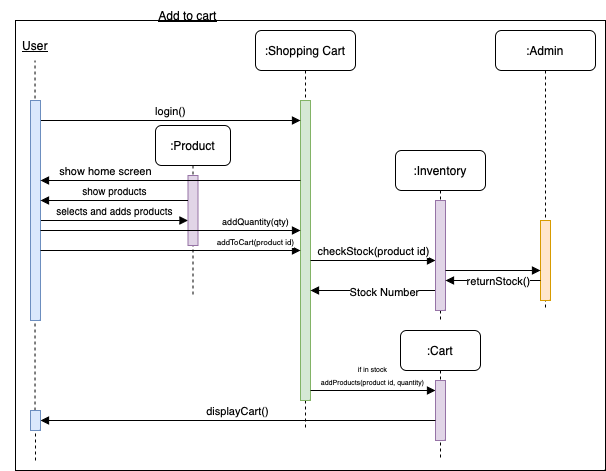 Add to cart
User
:Shopping Cart
:Admin
login()
:Product
:Inventory
show home screen
show products
selects and adds products
addQuantity(qty)
addToCart(product id)
checkStock(product id)
returnStock()
Stock Number
:Cart
if in stock
addProducts(product id, quantity)
displayCart()